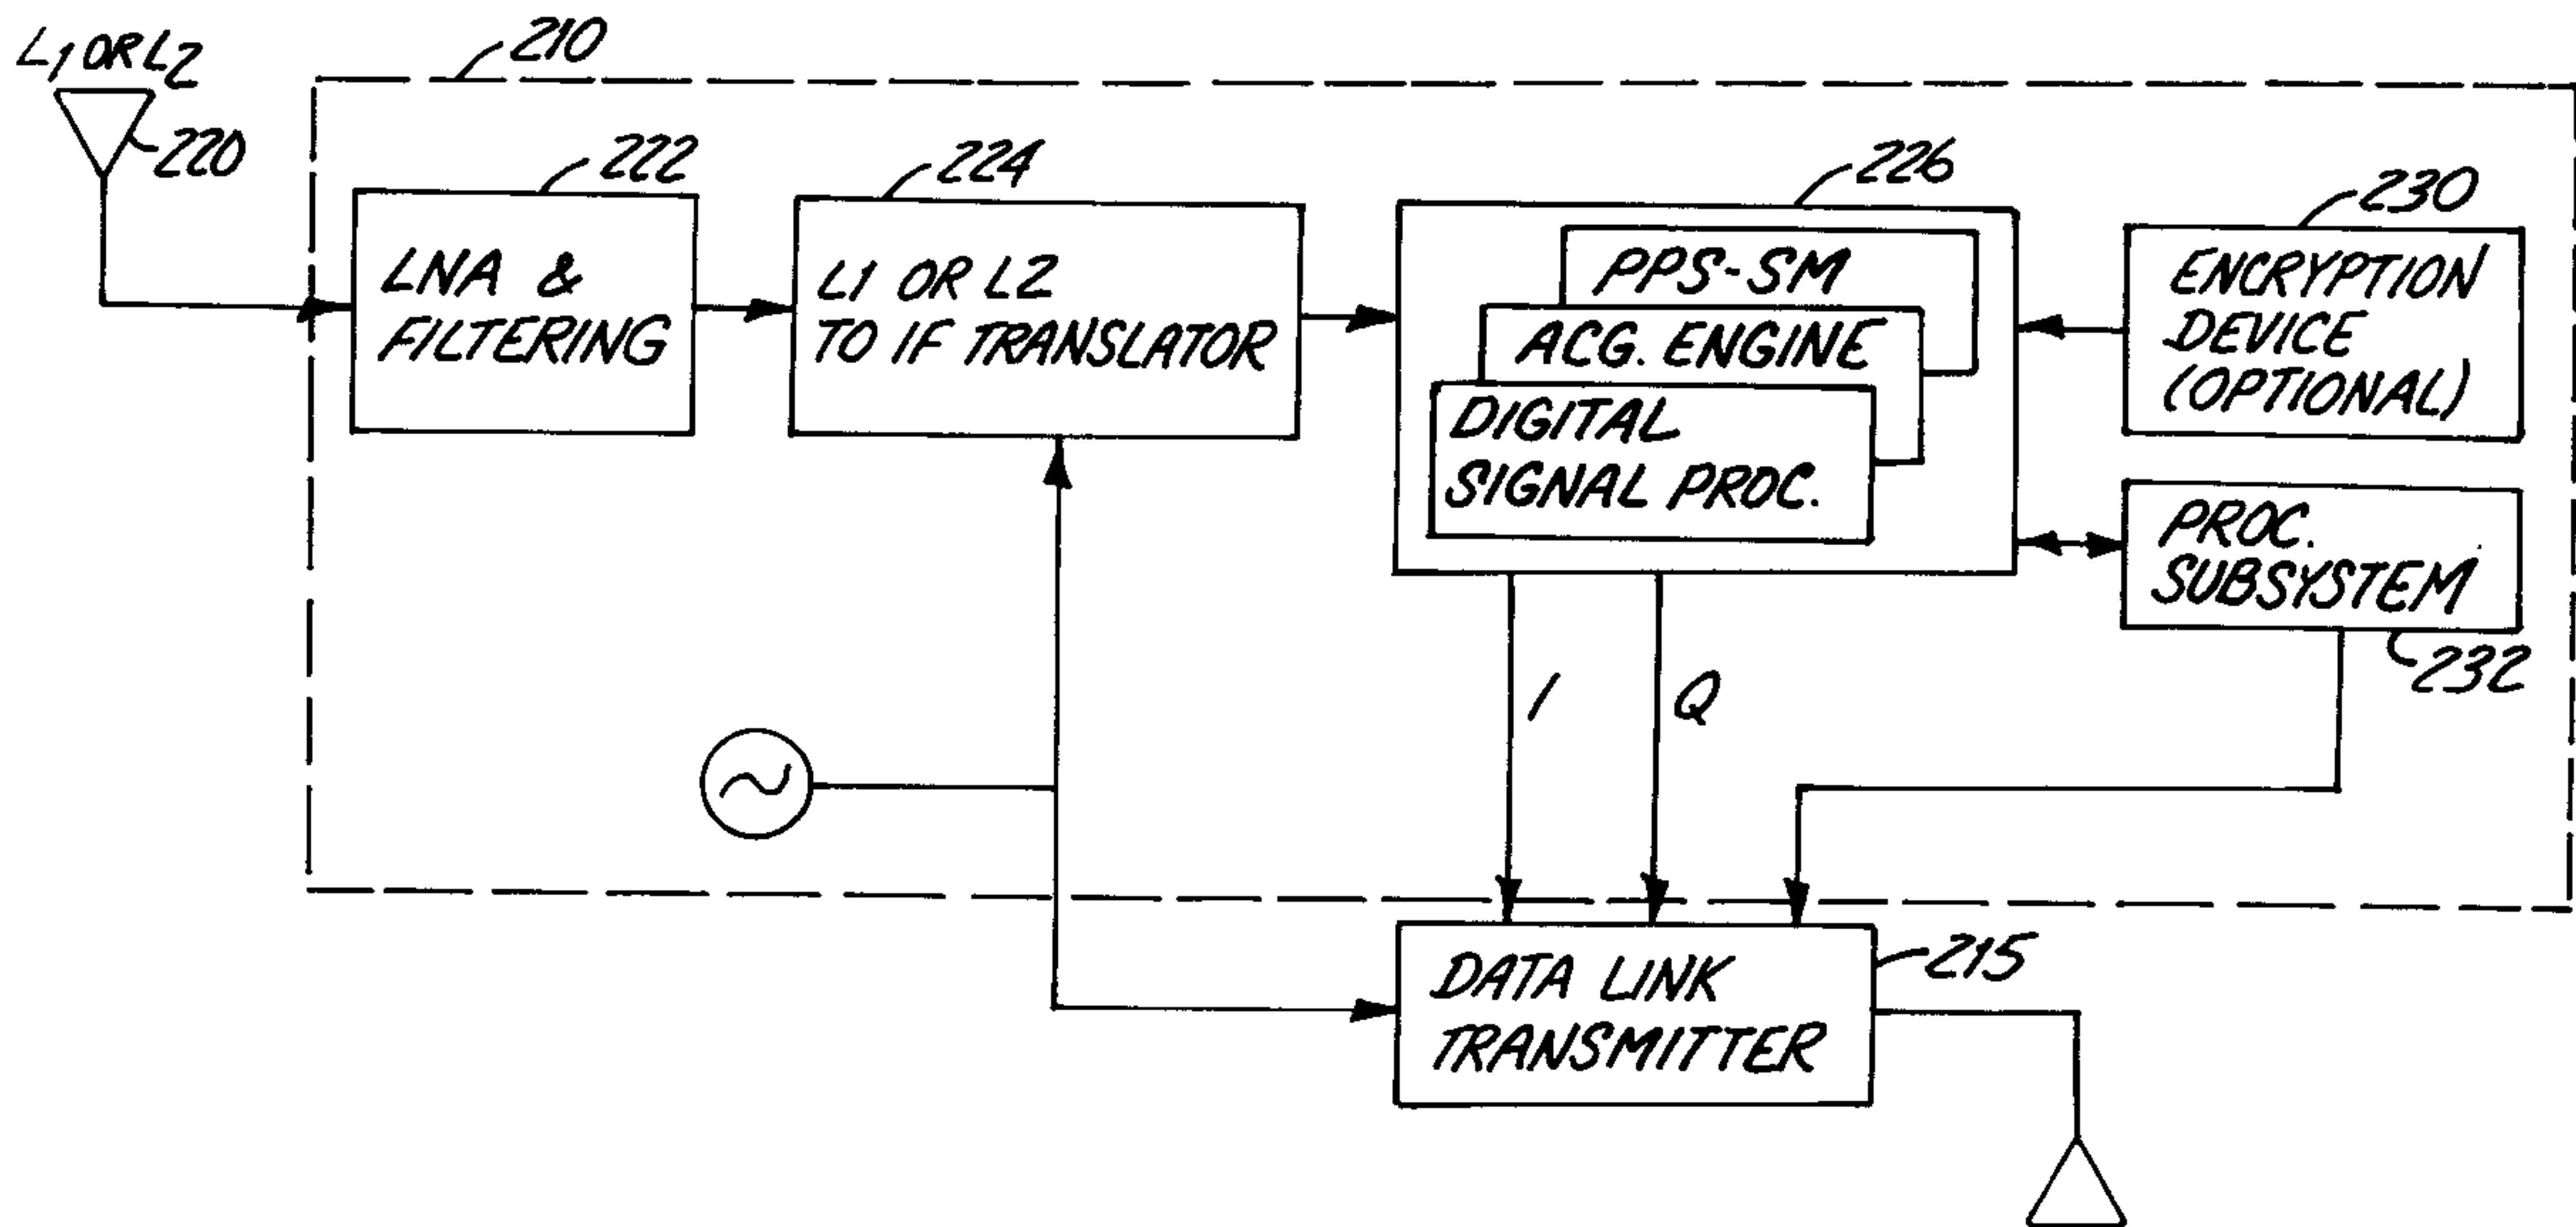 L1 OR L2
210
220
222
LNA &
FILTERING
224
L1 OR L2
TO IF TRANSLATOR
226
PPS-SM
ACG. ENGINE
DIGITAL
SIGNAL PROC.
230
ENCRYPTION
DEVICE
(OPTIONAL)
PROC.
SUBSYSTEM
232
I
Q
DATA LINK
TRANSMITTER
215